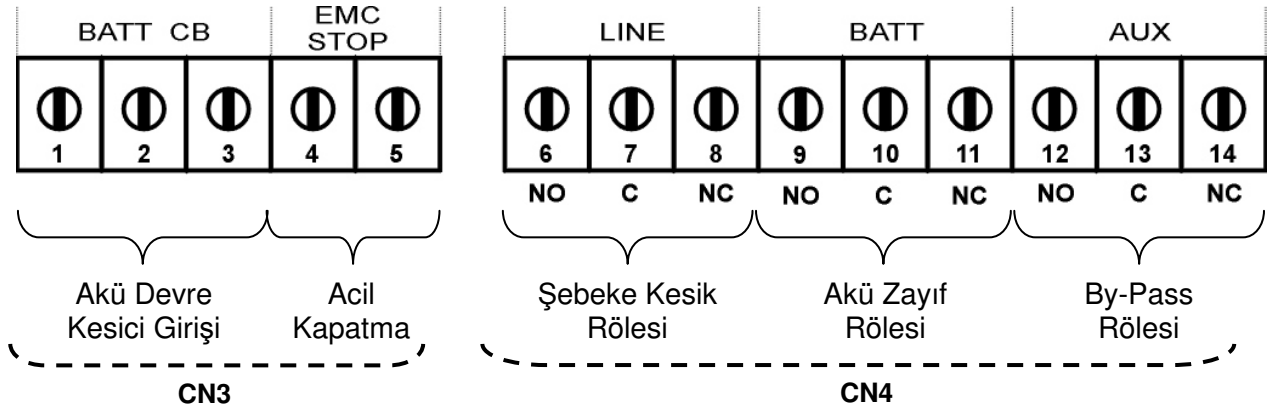 BATT CB
EMC
STOP
LINE
BATT
AUX
1 2 3 4 5
6 7 8 9 10 11 12 13 14
NO C NC NO C NC NO C NC
Akü Devre
Kesici Girişi
Acil
Kapatma
Şebeke Kesik
Rölesi
Akü Zayıf
Rölesi
By-Pass
Rölesi
CN3
CN4